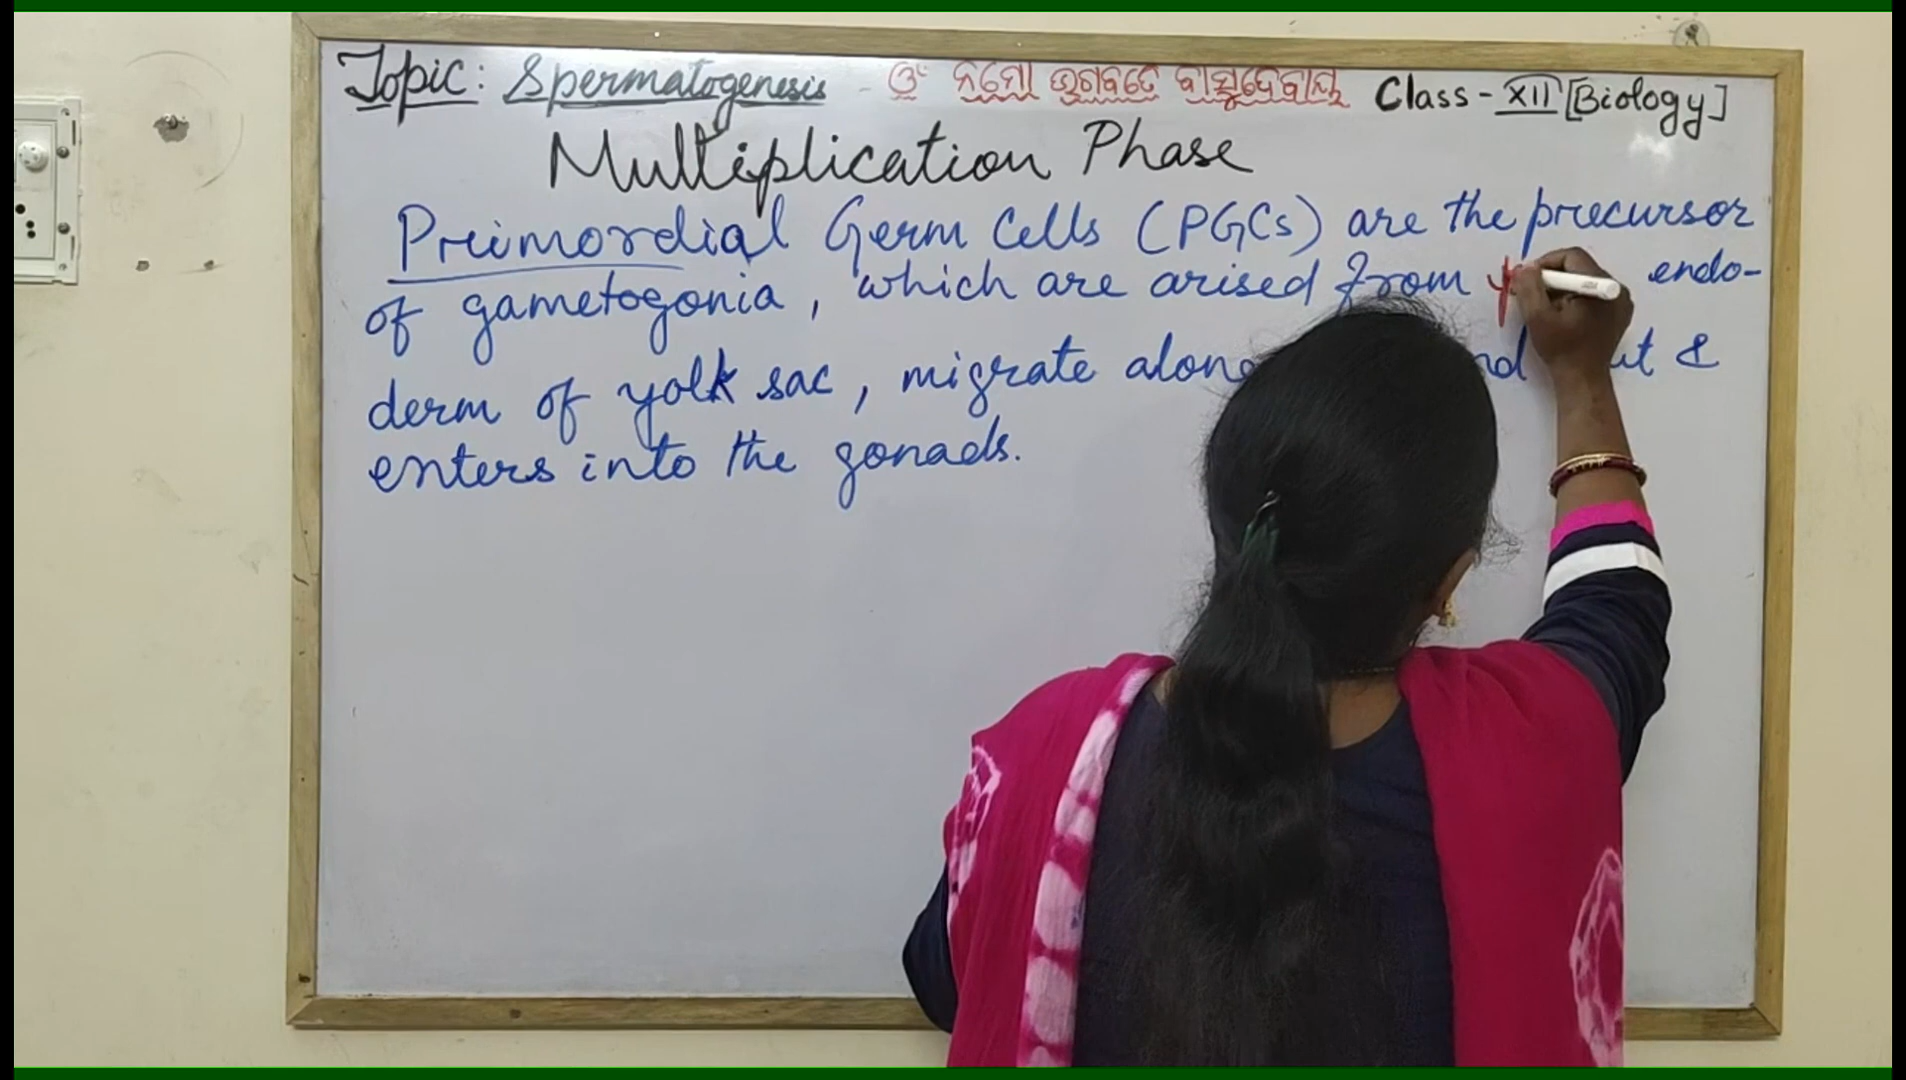 Topic: Spermatogenesis - ଓଁ ନମୋ ଭଗବତେ ବାସୁଦେବାୟ Class - XII [Biology]
Multiplication Phase
Primordial Germ Cells (PGCs) are the precursor
of gametogonia, which are arised from endo-
derm of yolk sac, migrate along &
enters into the gonads.